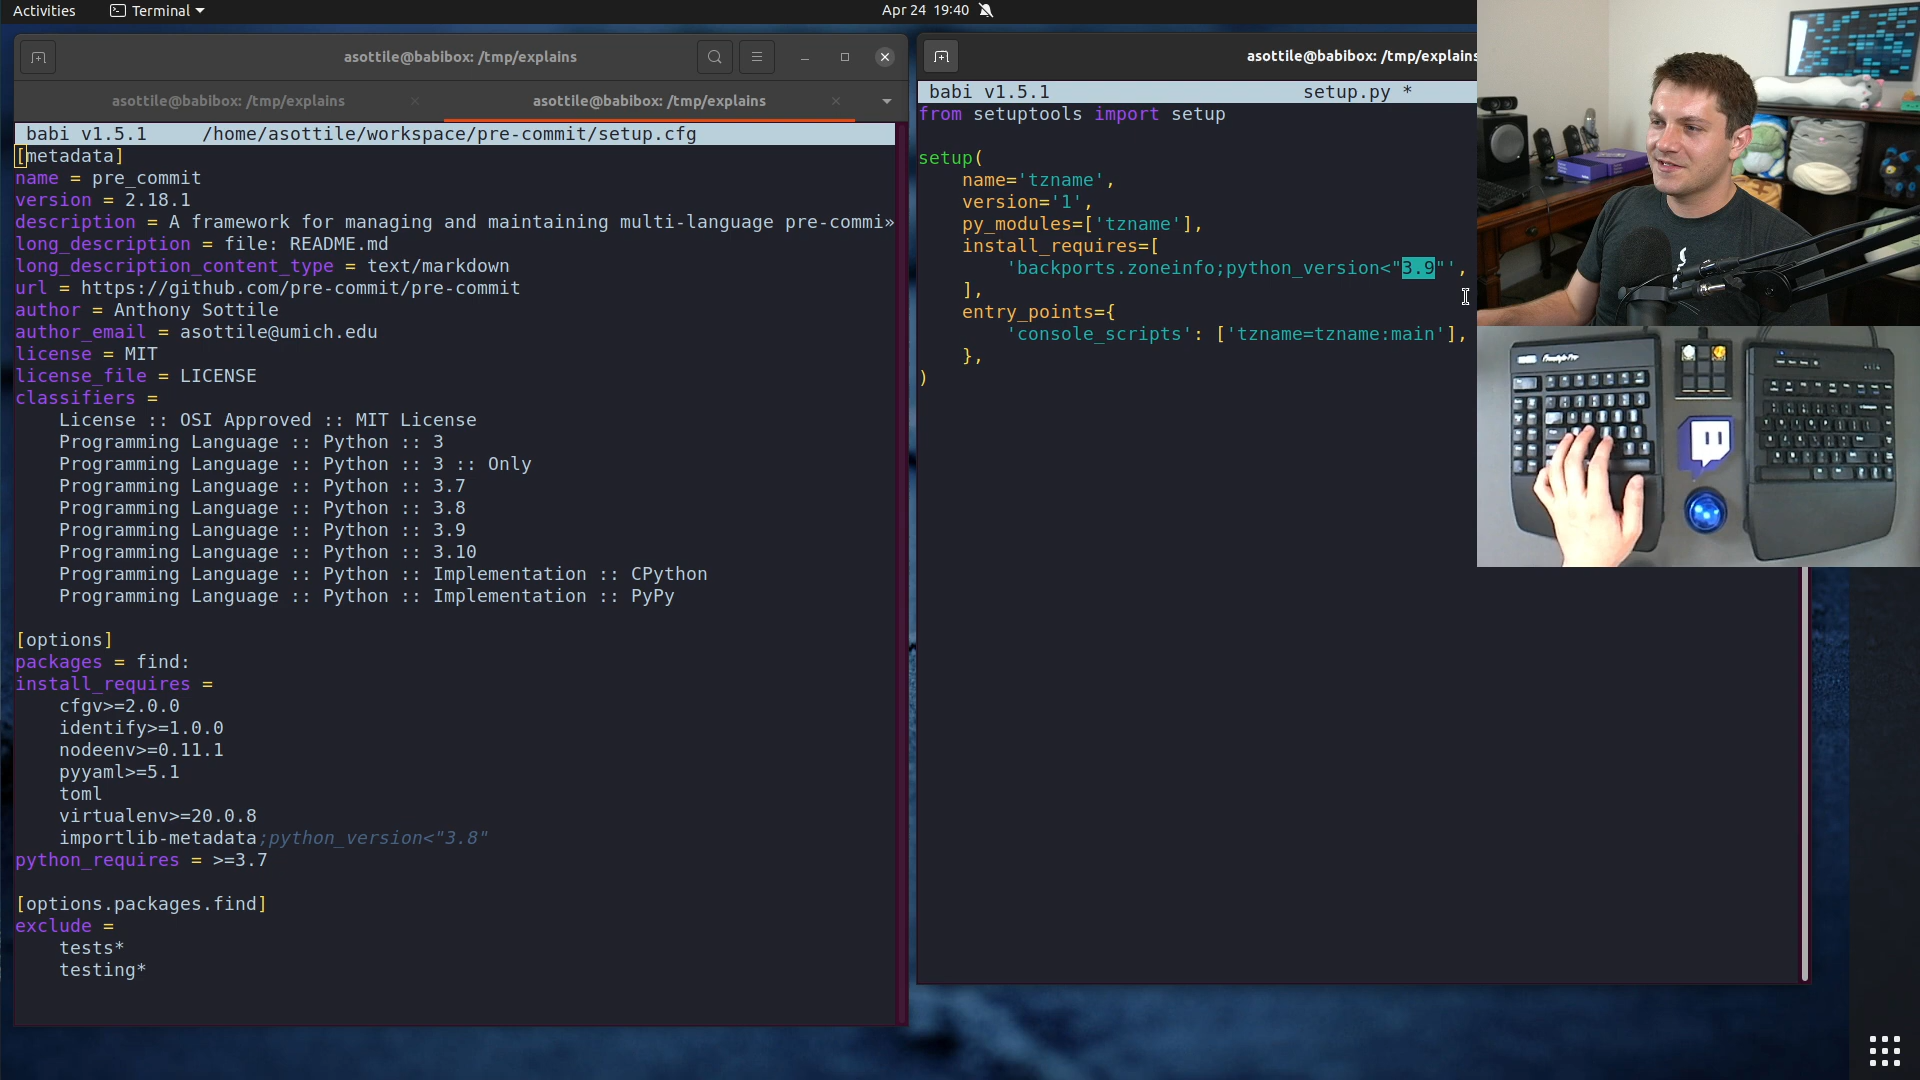 Activities
Terminal
Apr 24 19:40
asottile@babibox: /tmp/explains
asottile@babibox: /tmp/explains
asottile@babibox: /tmp/explains
babi v1.5.1 /home/asottile/workspace/pre-commit/setup.cfg
[metadata]
name = pre_commit
version = 2.18.1
description = A framework for managing and maintaining multi-language pre-commi»
long_description = file: README.md
long_description_content_type = text/markdown
url = https://github.com/pre-commit/pre-commit
author = Anthony Sottile
author_email = asottile@umich.edu
license = MIT
license_file = LICENSE
classifiers =
    License :: OSI Approved :: MIT License
    Programming Language :: Python :: 3
    Programming Language :: Python :: 3 :: Only
    Programming Language :: Python :: 3.7
    Programming Language :: Python :: 3.8
    Programming Language :: Python :: 3.9
    Programming Language :: Python :: 3.10
    Programming Language :: Python :: Implementation :: CPython
    Programming Language :: Python :: Implementation :: PyPy
[options]
packages = find:
install_requires =
    cfgv>=2.0.0
    identify>=1.0.0
    nodeenv>=0.11.1
    pyyaml>=5.1
    toml
    virtualenv>=20.0.8
    importlib-metadata;python_version<"3.8"
python_requires = >=3.7
[options.packages.find]
exclude =
    tests*
    testing*
asottile@babibox: /tmp/explains
babi v1.5.1 setup.py *
from setuptools import setup
setup(
    name='tzname',
    version='1',
    py_modules=['tzname'],
    install_requires=[
        'backports.zoneinfo;python_version<"3.9"',
    ],
    entry_points={
        'console_scripts': ['tzname=tzname:main'],
    },
)